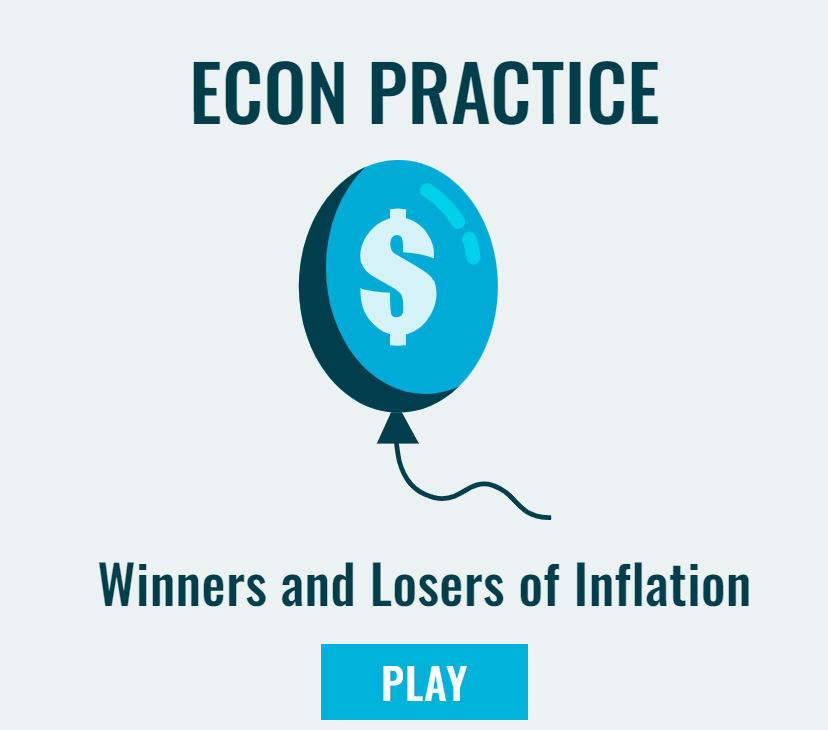 ECON PRACTICE
$
Winners and Losers of Inflation
PLAY